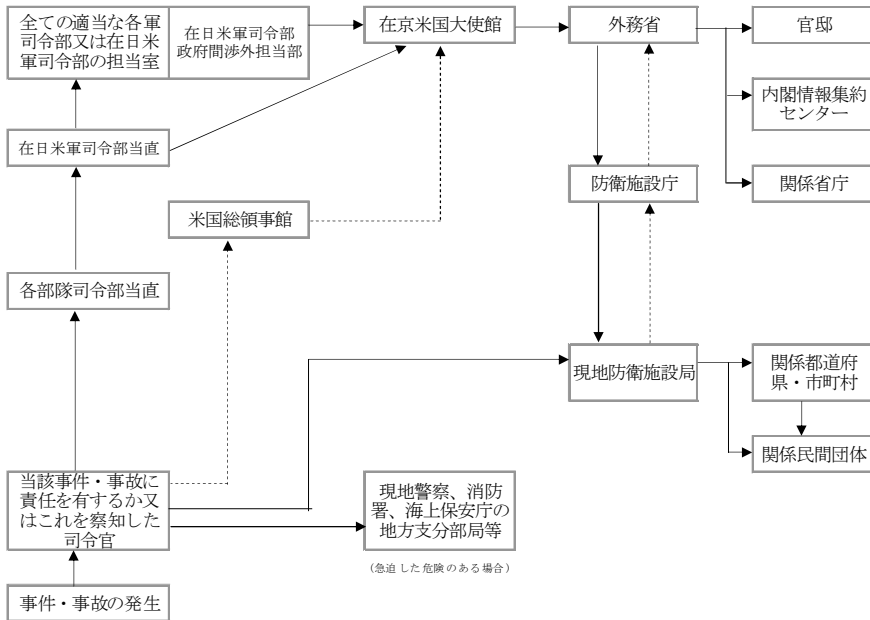 全ての適当な各軍
司令部又は在日米
軍司令部の担当室
在日米軍司令部
政府間渉外担当部
在京米国大使館
外務省
官邸
内閣情報集約
センター
在日米軍司令部当直
防衛施設庁
関係省庁
米国総領事館
各部隊司令部当直
現地防衛施設局
関係都道府
県・市町村
関係民間団体
当該事件・事故に
責任を有するか又
はこれを察知した
司令官
現地警察、消防
署、海上保安庁の
地方支分部局等
(急迫した危険のある場合)
事件・事故の発生